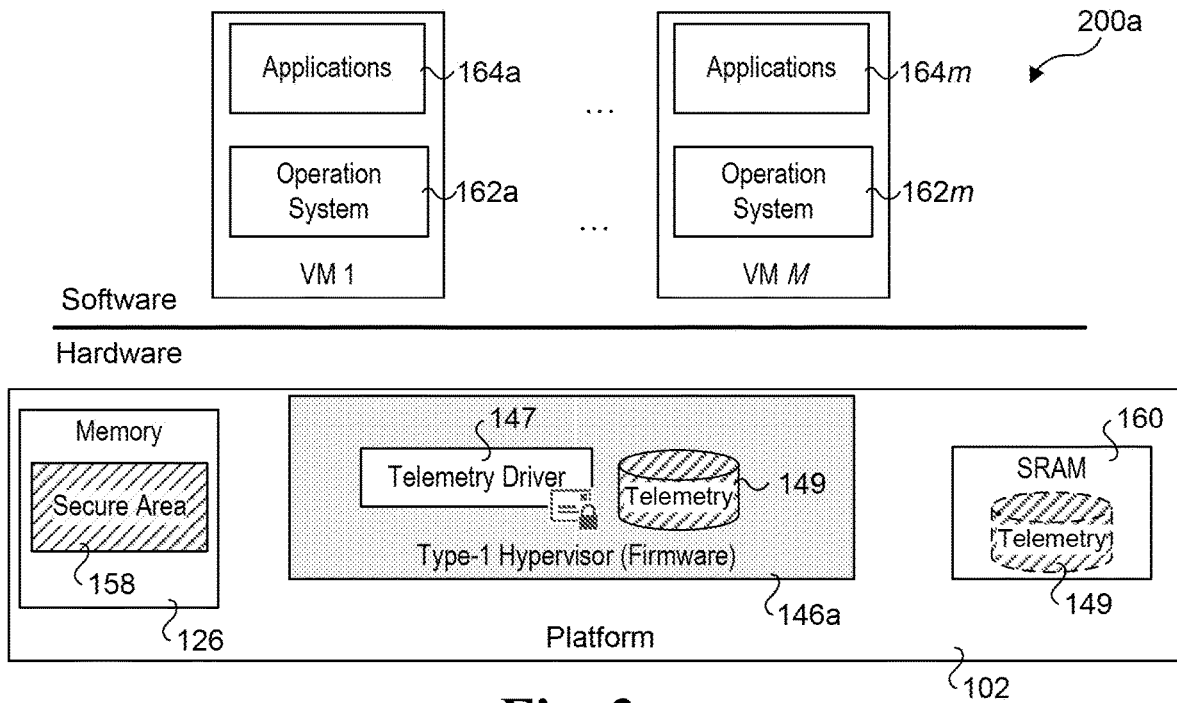 200a
Applications
164a
...
Applications
164m
Operation
System
162a
...
Operation
System
162m
VM 1
VM M
Software
Hardware
Memory
Secure Area
158
126
147
Telemetry Driver
Telemetry
149
Type-1 Hypervisor (Firmware)
146a
160
SRAM
Telemetry
149
Platform
102